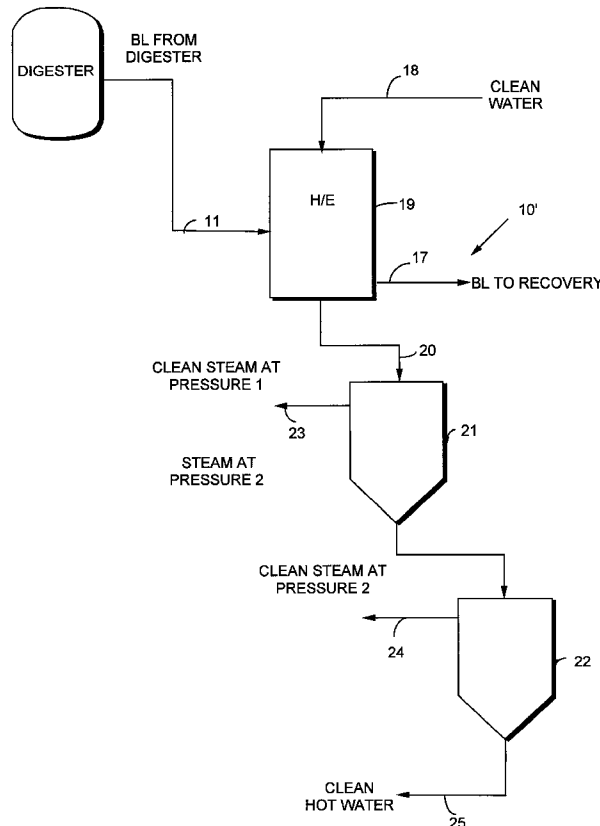 BL FROM
DIGESTER
DIGESTER
18
CLEAN
WATER
H/E
19
10'
11
17
BL TO RECOVERY
20
CLEAN STEAM AT
PRESSURE 1
23
21
STEAM AT
PRESSURE 2
CLEAN STEAM AT
PRESSURE 2
24
22
CLEAN
HOT WATER
25